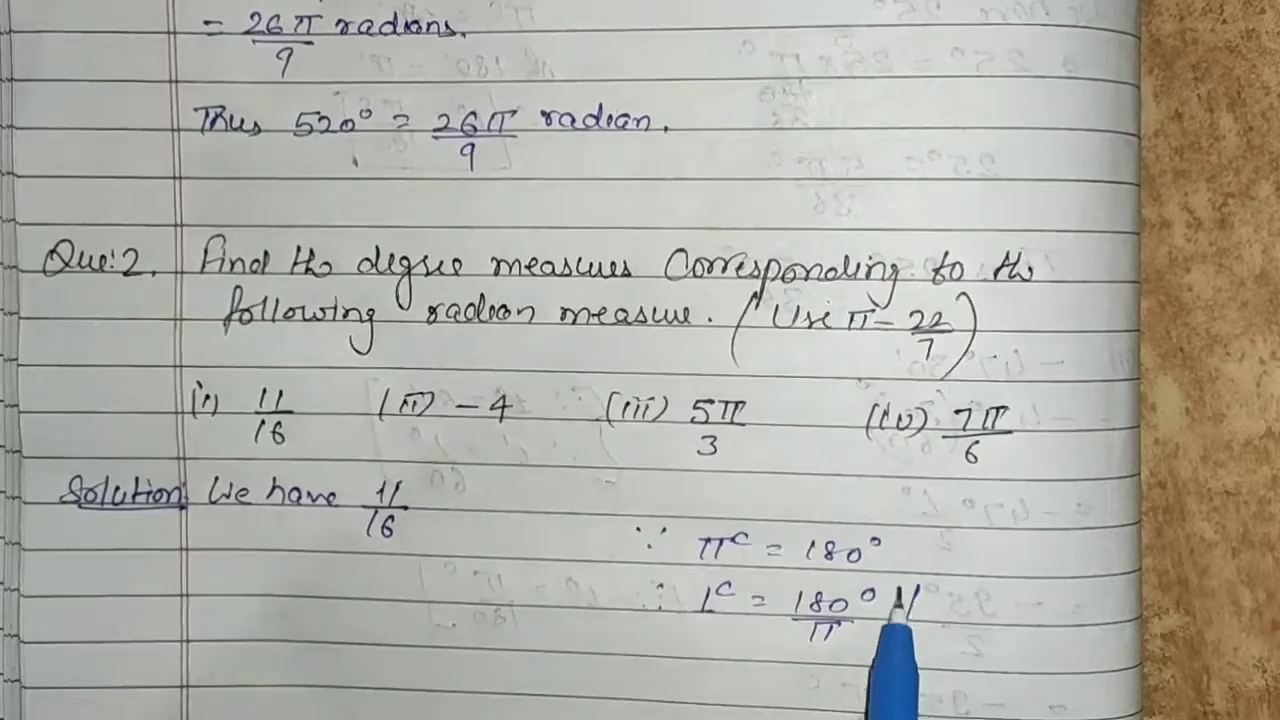 = 26π/9 radians.
Thus 520° = 26π/9 radian.
Que:2. Find the degree measures Corresponding to the
following radian measure. (Use π - 22/7)
(i) 11/16 (ii) - 4 (iii) 5π/3 (iv) 7π/6
Solution: We have 11/16
∵ πᶜ = 180°
∴ 1ᶜ = 180°/π